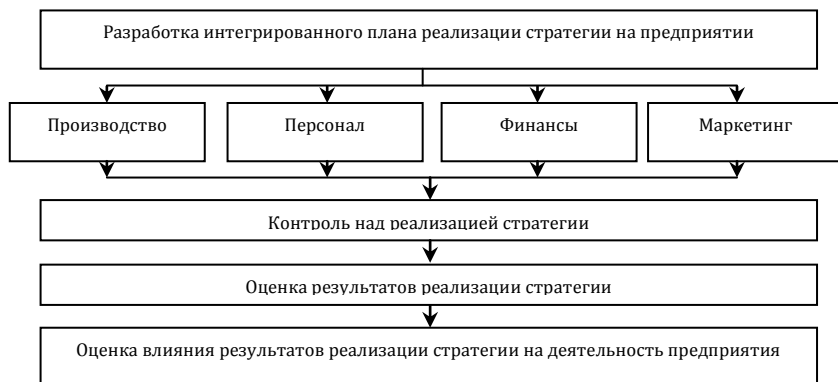 Разработка интегрированного плана реализации стратегии на предприятии
Производство
Персонал
Финансы
Маркетинг
Контроль над реализацией стратегии
Оценка результатов реализации стратегии
Оценка влияния результатов реализации стратегии на деятельность предприятия